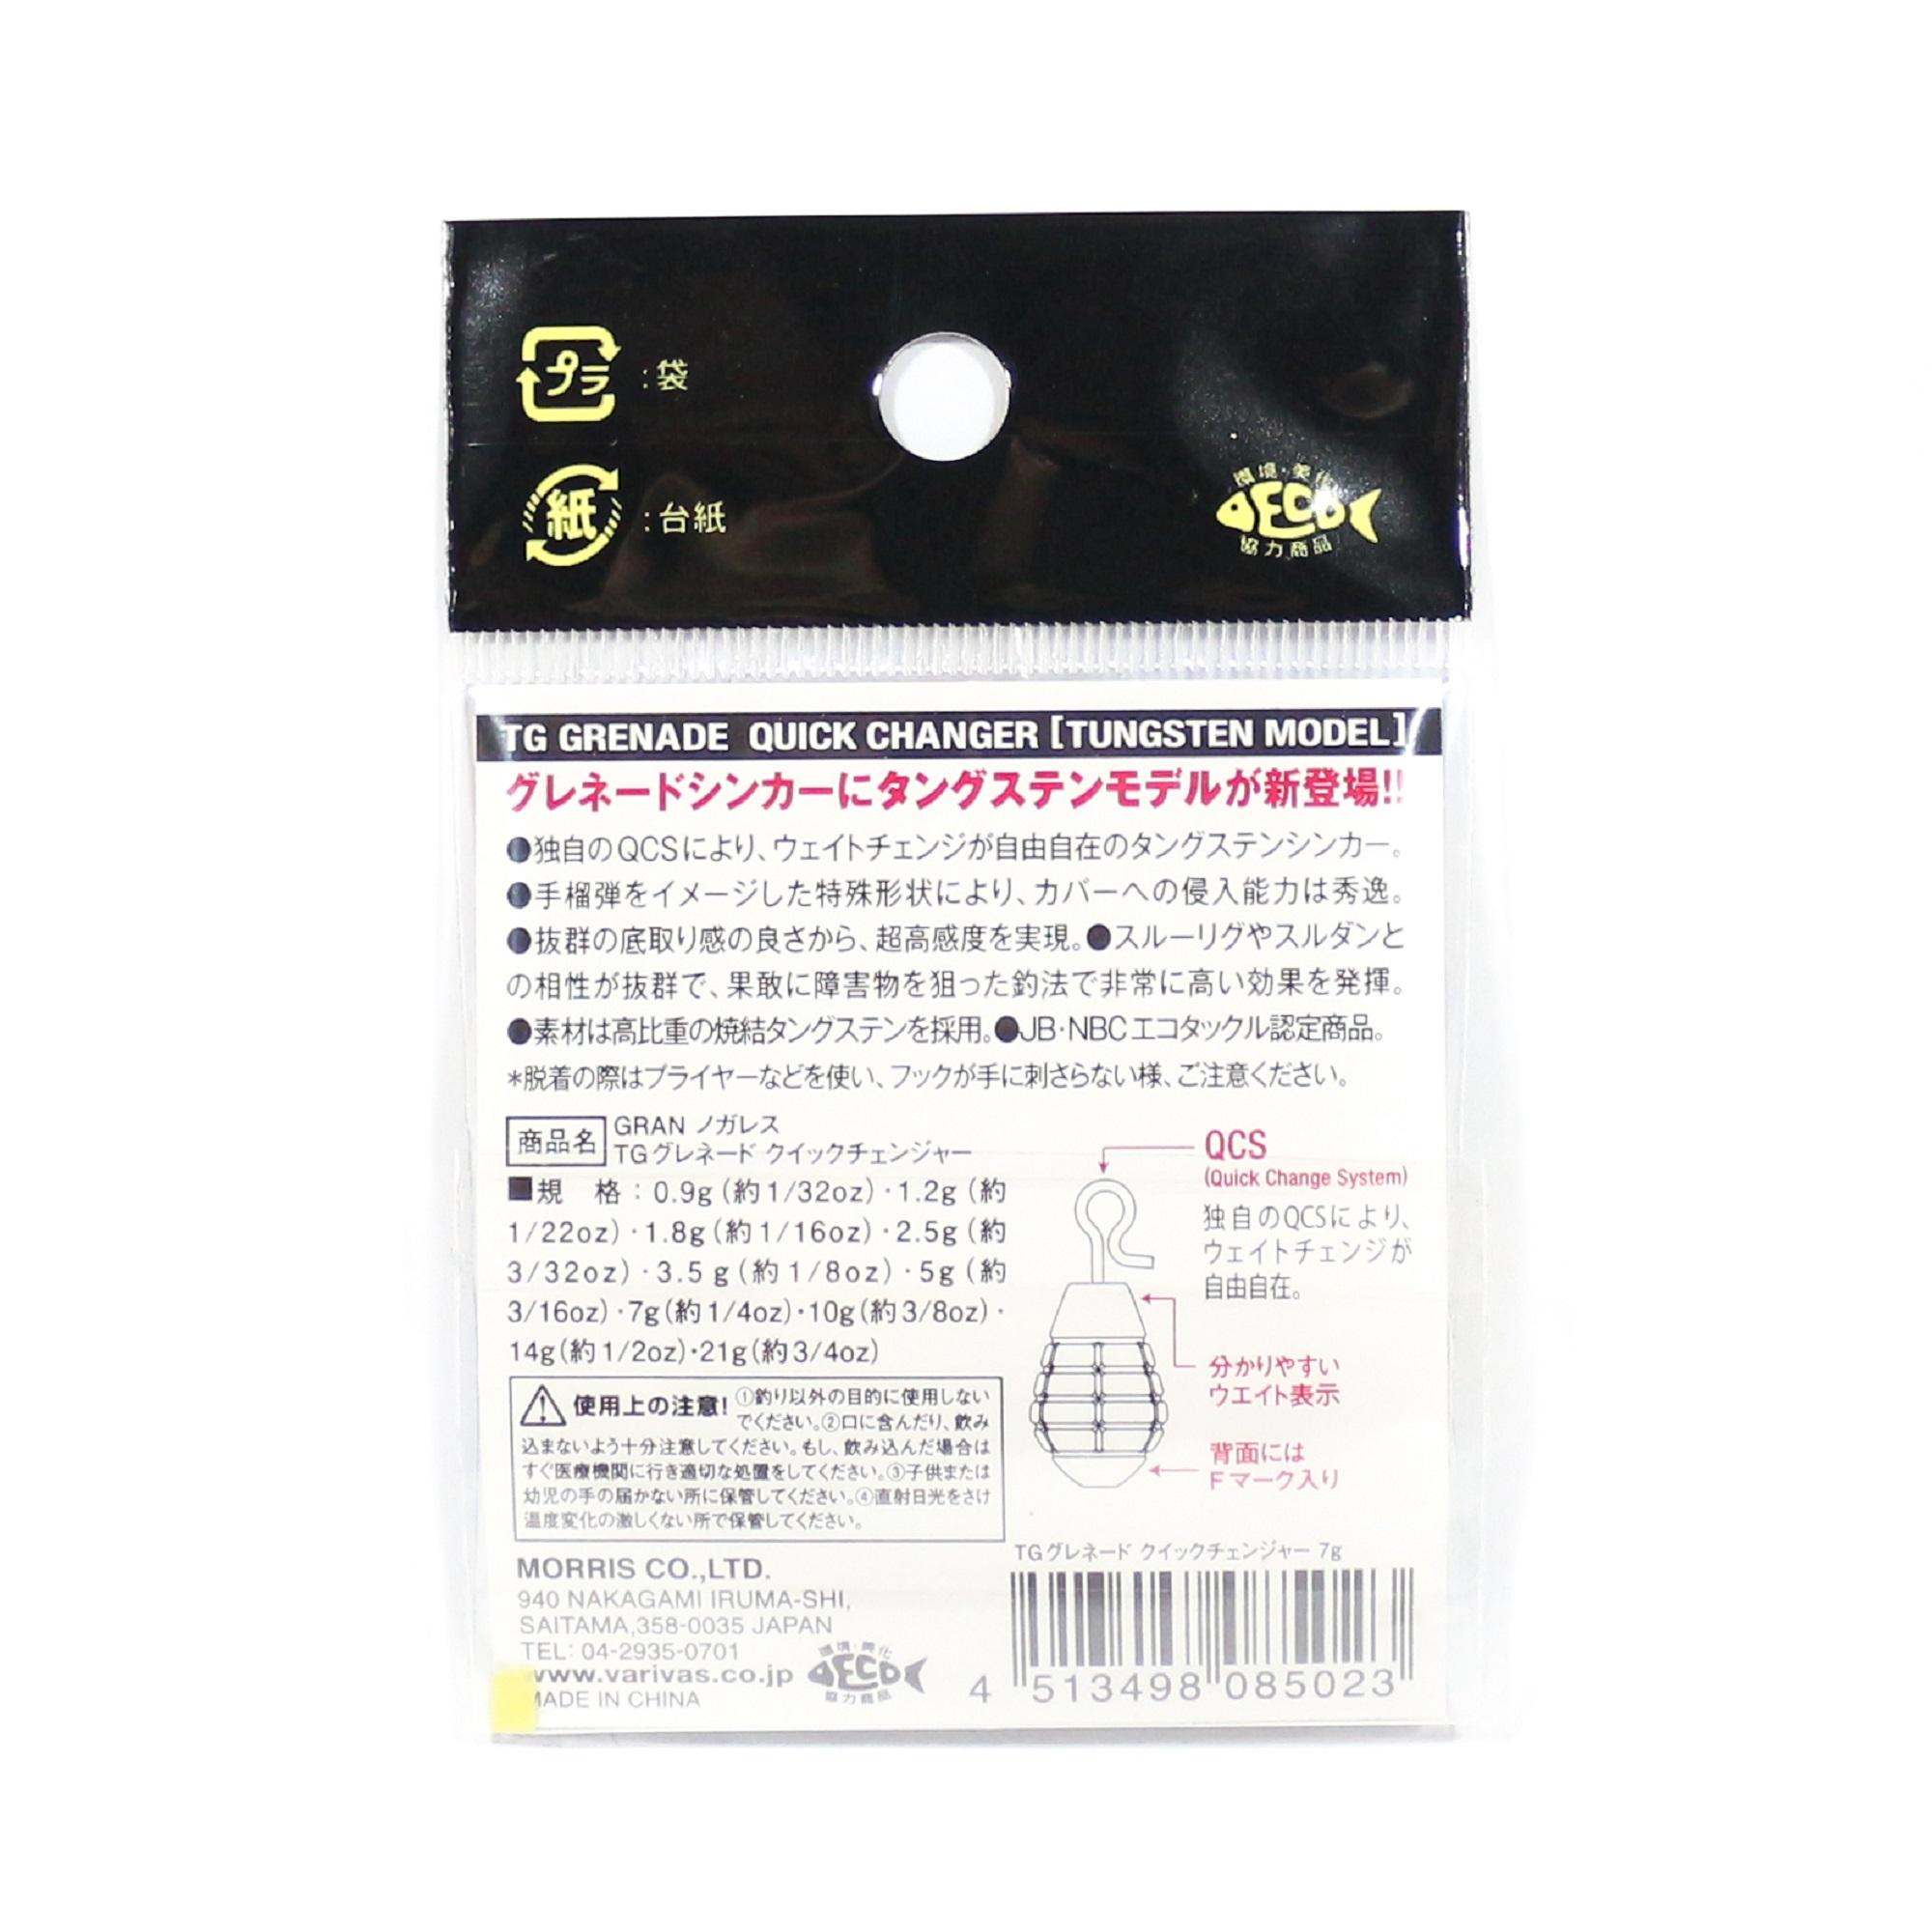 プラ :袋
紙 :台紙
環境・美化
ECO
協力商品
TG GRENADE QUICK CHANGER [TUNGSTEN MODEL]
グレネードシンカーにタングステンモデルが新登場!!
●独自のQCSにより、ウェイトチェンジが自由自在のタングステンシンカー。
●手榴弾をイメージした特殊形状により、カバーへの侵入能力は秀逸。
●抜群の底取り感の良さから、超高感度を実現。●スルーリグやスルダンと
の相性が抜群で、果敢に障害物を狙った釣法で非常に高い効果を発揮。
●素材は高比重の焼結タングステンを採用。●JB・NBCエコタックル認定商品。
*脱着の際はプライヤーなどを使い、フックが手に刺さらない様、ご注意ください。
商品名
GRAN ノガレス
TGグレネード クイックチェンジャー
■規 格：0.9g(約1/32oz)・1.2g(約
1/22oz)・1.8g(約1/16oz)・2.5g(約
3/32oz)・3.5g(約1/8oz)・5g(約
3/16oz)・7g(約1/4oz)・10g(約3/8oz)・
14g(約1/2oz)・21g(約3/4oz)
QCS
(Quick Change System)
独自のQCSにより、
ウェイトチェンジが
自由自在。
分かりやすい
ウエイト表示
背面には
Fマーク入り
使用上の注意! ①釣り以外の目的に使用しない
でください。②口に含んだり、飲み
込まないよう十分注意してください。もし、飲み込んだ場合は
すぐ医療機関に行き適切な処置をしてください。③子供または
幼児の手の届かない所に保管してください。④直射日光をさけ
温度変化の激しくない所で保管してください。
MORRIS CO.,LTD.
940 NAKAGAMI IRUMA-SHI,
SAITAMA,358-0035 JAPAN
TEL: 04-2935-0701
www.varivas.co.jp
MADE IN CHINA
環境・美化
ECO
協力商品
TGグレネード クイックチェンジャー 7g
4 513498 085023